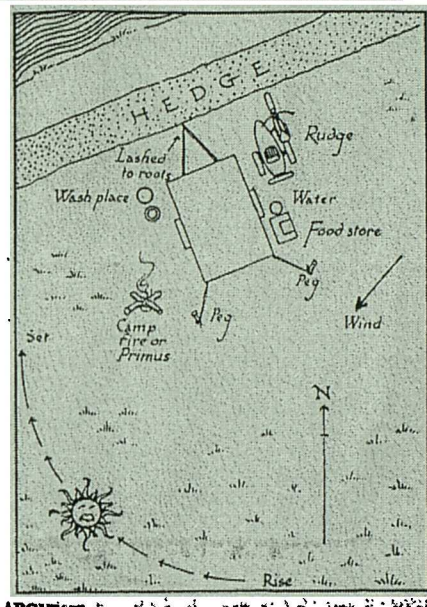 HEDGE
Rudge
Lashed
to roots
Wash place
Water
Food store
Peg
Peg
Wind
Camp
fire or
Primus
Set
N
Rise